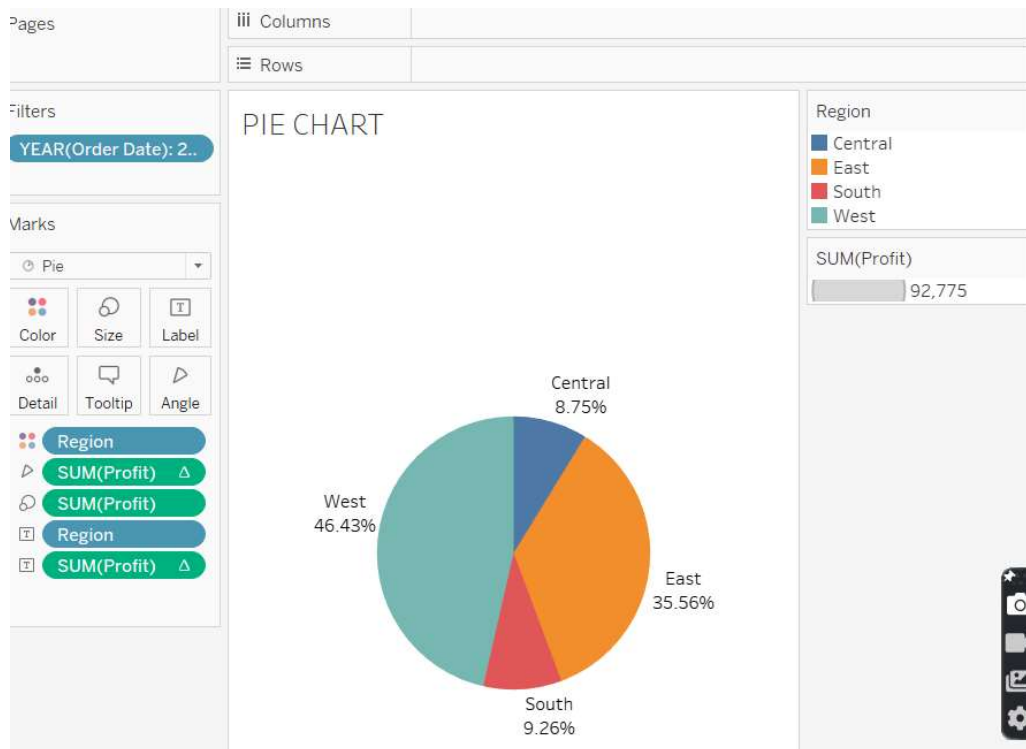 Pages
Columns
Rows
Filters
YEAR(Order Date): 2..
Marks
Pie
Color Size Label
Detail Tooltip Angle
Region
SUM(Profit) Δ
SUM(Profit)
Region
SUM(Profit) Δ
PIE CHART
Central
8.75%
West
46.43%
East
35.56%
South
9.26%
Region
Central
East
South
West
SUM(Profit)
92,775